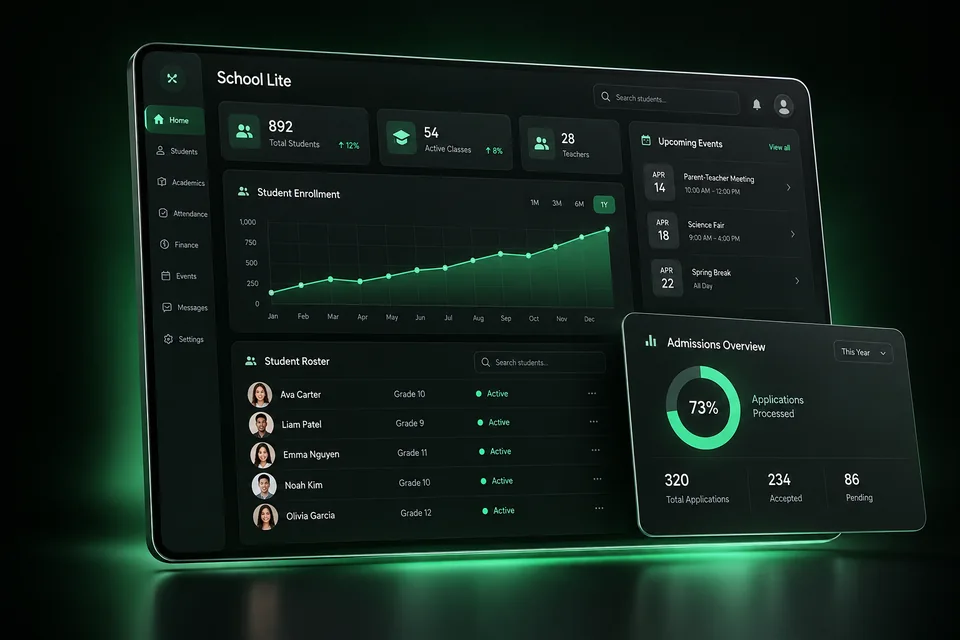 School Lite
Search students...
Home
Students
Academics
Attendance
Finance
Events
Messages
Settings
892
Total Students
↑ 12%
54
Active Classes
↑ 8%
28
Teachers
Student Enrollment
1M 3M 6M 1Y
1,000
750
500
250
0
Jan Feb Mar Apr May Jun Jul Aug Sep Oct Nov Dec
Upcoming Events
View all
APR
14
Parent-Teacher Meeting
10:00 AM - 12:00 PM
APR
18
Science Fair
9:00 AM - 4:00 PM
APR
22
Spring Break
All Day
Student Roster
Search students...
Ava Carter Grade 10 Active
Liam Patel Grade 9 Active
Emma Nguyen Grade 11 Active
Noah Kim Grade 10 Active
Olivia Garcia Grade 12 Active
Admissions Overview
This Year
73%
Applications
Processed
320
Total Applications
234
Accepted
86
Pending